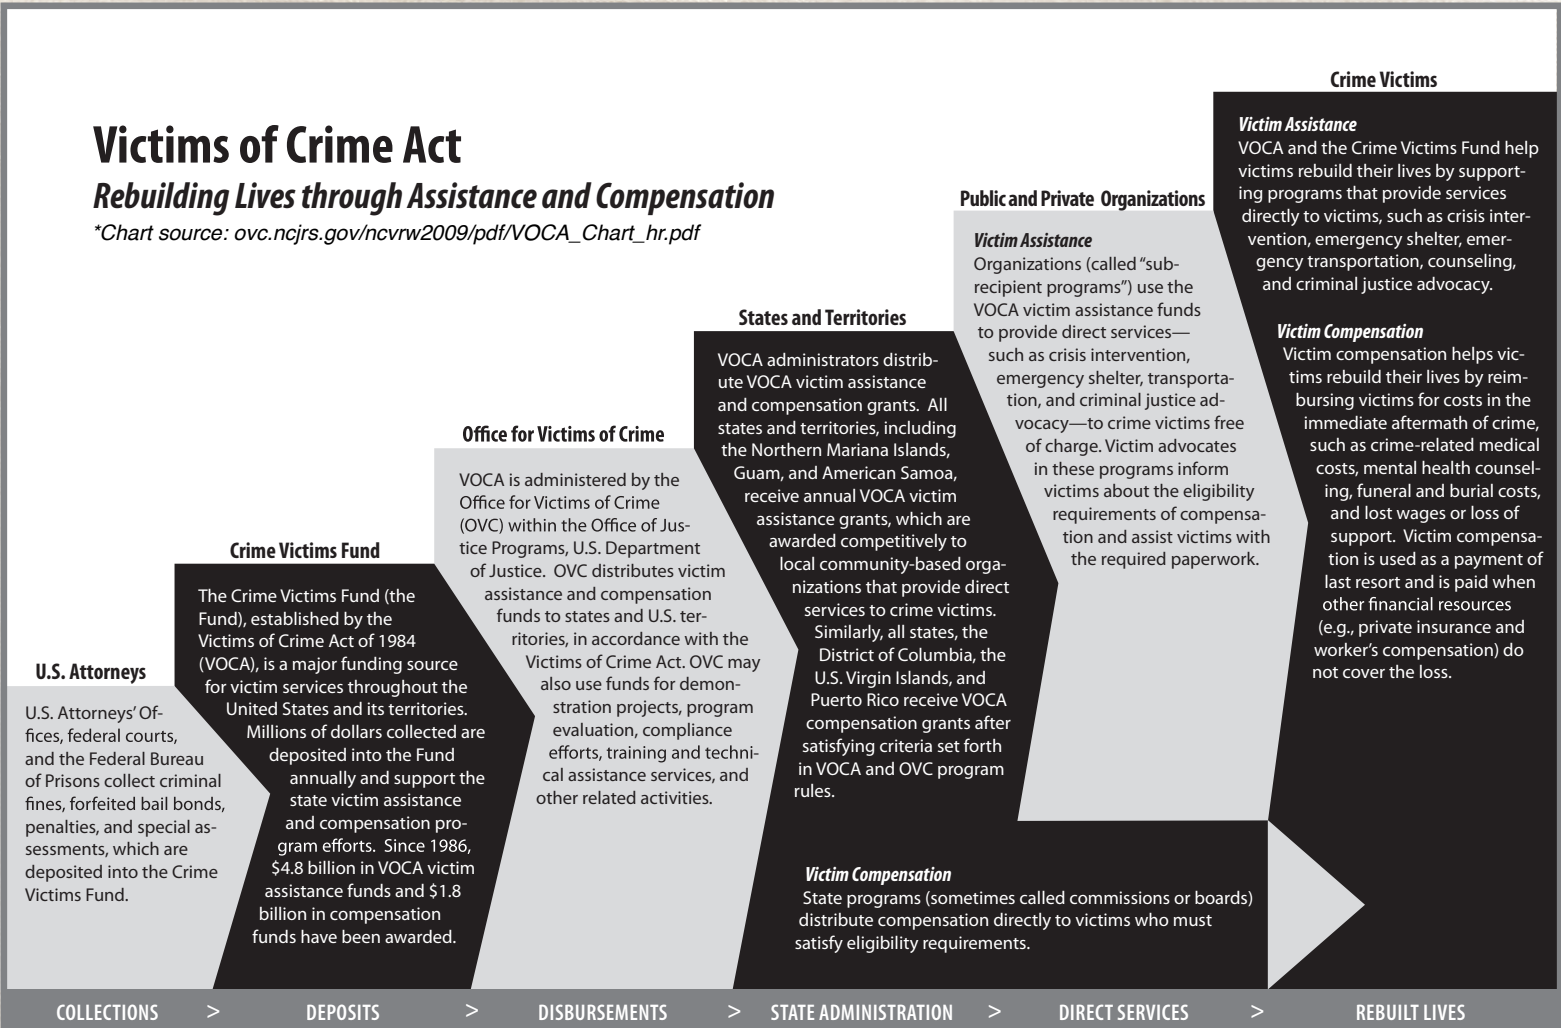 Victims of Crime Act
Rebuilding Lives through Assistance and Compensation
*Chart source: ovc.ncjrs.gov/ncvrw2009/pdf/VOCA_Chart_hr.pdf
U.S. Attorneys
U.S. Attorneys' Of-
fices, federal courts,
and the Federal Bureau
of Prisons collect criminal
fines, forfeited bail bonds,
penalties, and special as-
sessments, which are
deposited into the Crime
Victims Fund.
Crime Victims Fund
The Crime Victims Fund (the
Fund), established by the
Victims of Crime Act of 1984
(VOCA), is a major funding source
for victim services throughout the
United States and its territories.
Millions of dollars collected are
deposited into the Fund
annually and support the
state victim assistance
and compensation pro-
gram efforts. Since 1986,
$4.8 billion in VOCA victim
assistance funds and $1.8
billion in compensation
funds have been awarded.
Office for Victims of Crime
VOCA is administered by the
Office for Victims of Crime
(OVC) within the Office of Jus-
tice Programs, U.S. Department
of Justice. OVC distributes victim
assistance and compensation
funds to states and U.S. ter-
ritories, in accordance with the
Victims of Crime Act. OVC may
also use funds for demon-
stration projects, program
evaluation, compliance
efforts, training and techni-
cal assistance services, and
other related activities.
States and Territories
VOCA administrators distrib-
ute VOCA victim assistance
and compensation grants. All
states and territories, including
the Northern Mariana Islands,
Guam, and American Samoa,
receive annual VOCA victim
assistance grants, which are
awarded competitively to
local community-based orga-
nizations that provide direct
services to crime victims.
Similarly, all states, the
District of Columbia, the
U.S. Virgin Islands, and
Puerto Rico receive VOCA
compensation grants after
satisfying criteria set forth
in VOCA and OVC program
rules.
Victim Compensation
State programs (sometimes called commissions or boards)
distribute compensation directly to victims who must
satisfy eligibility requirements.
Public and Private Organizations
Victim Assistance
Organizations (called "sub-
recipient programs") use the
VOCA victim assistance funds
to provide direct services—
such as crisis intervention,
emergency shelter, transporta-
tion, and criminal justice ad-
vocacy—to crime victims free
of charge. Victim advocates
in these programs inform
victims about the eligibility
requirements of compensa-
tion and assist victims with
the required paperwork.
Crime Victims
Victim Assistance
VOCA and the Crime Victims Fund help
victims rebuild their lives by support-
ing programs that provide services
directly to victims, such as crisis inter-
vention, emergency shelter, emer-
gency transportation, counseling,
and criminal justice advocacy.
Victim Compensation
Victim compensation helps vic-
tims rebuild their lives by reim-
bursing victims for costs in the
immediate aftermath of crime,
such as crime-related medical
costs, mental health counsel-
ing, funeral and burial costs,
and lost wages or loss of
support. Victim compensa-
tion is used as a payment of
last resort and is paid when
other financial resources
(e.g., private insurance and
worker's compensation) do
not cover the loss.
COLLECTIONS > DEPOSITS > DISBURSEMENTS > STATE ADMINISTRATION > DIRECT SERVICES > REBUILT LIVES